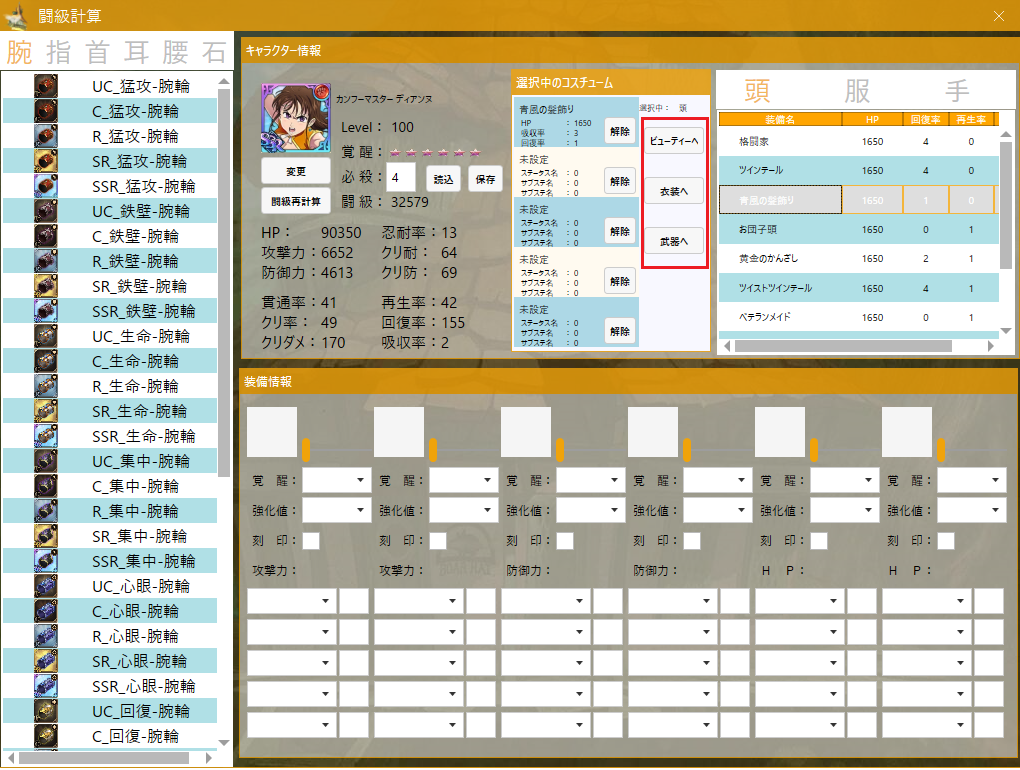 闘級計算
腕 指 首 耳 腰 石
UC_猛攻-腕輪
C_猛攻-腕輪
R_猛攻-腕輪
SR_猛攻-腕輪
SSR_猛攻-腕輪
UC_鉄壁-腕輪
C_鉄壁-腕輪
R_鉄壁-腕輪
SR_鉄壁-腕輪
SSR_鉄壁-腕輪
UC_生命-腕輪
C_生命-腕輪
R_生命-腕輪
SR_生命-腕輪
SSR_生命-腕輪
UC_集中-腕輪
C_集中-腕輪
R_集中-腕輪
SR_集中-腕輪
SSR_集中-腕輪
UC_心眼-腕輪
C_心眼-腕輪
R_心眼-腕輪
SR_心眼-腕輪
SSR_心眼-腕輪
UC_回復-腕輪
C_回復-腕輪
キャラクター情報
カンフーマスター ディアンヌ
Level： 100
覚 醒：
必 殺： 4 読込 保存
闘 級： 32579
変更
闘級再計算
HP： 90350 忍耐率：13
攻撃力：6652 クリ耐： 64
防御力：4613 クリ防： 69
貫通率：41 再生率：42
クリ率： 49 回復率：155
クリダメ：170 吸収率：2
選択中のコスチューム
青風の髪飾り
HP ： 1650
吸収率 ： 3
回復率 ： 1
解除
未設定
ステータス名 ： 0
サブステ名 ： 0
サブステ名 ： 0
解除
未設定
ステータス名 ： 0
サブステ名 ： 0
サブステ名 ： 0
解除
未設定
ステータス名 ： 0
サブステ名 ： 0
サブステ名 ： 0
解除
未設定
ステータス名 ： 0
サブステ名 ： 0
サブステ名 ： 0
解除
選択中： 頭
ビューティーへ
衣装へ
武器へ
頭 服 手
装備名 HP 回復率 再生率
格闘家 1650 4 0
ツインテール 1650 4 0
青風の髪飾り 1650 1 0
お団子頭 1650 0 1
黄金のかんざし 1650 2 1
ツイストツインテール 1650 4 1
ベテランメイド 1650 0 1
装備情報
覚 醒： 覚 醒： 覚 醒： 覚 醒： 覚 醒： 覚 醒：
強化値： 強化値： 強化値： 強化値： 強化値： 強化値：
刻 印： 刻 印： 刻 印： 刻 印： 刻 印： 刻 印：
攻撃力： 攻撃力： 防御力： 防御力： H P： H P：